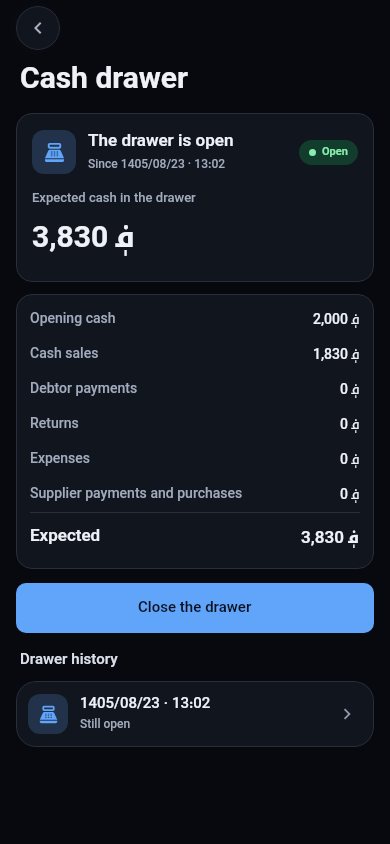 Cash drawer
The drawer is open
Since 1405/08/23 · 13:02
Open
Expected cash in the drawer
3,830 ؋
Opening cash 2,000 ؋
Cash sales 1,830 ؋
Debtor payments 0 ؋
Returns 0 ؋
Expenses 0 ؋
Supplier payments and purchases 0 ؋
Expected 3,830 ؋
Close the drawer
Drawer history
1405/08/23 · 13:02
Still open